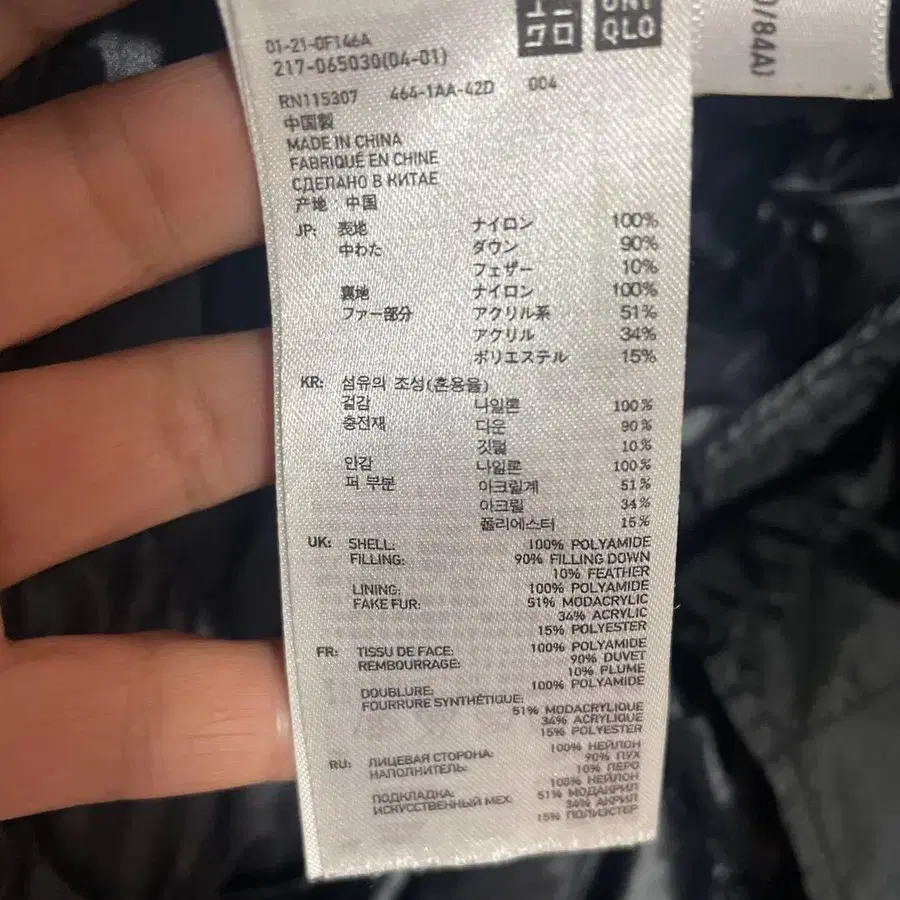 01-21-0F146A
217-065030(04-01)
UNI
QLO
/84A)
RN115307 464-1AA-42D 004
中国製
MADE IN CHINA
FABRIQUÉ EN CHINE
СДЕЛАНО В КИТАЕ
产地 中国
JP: 表地 ナイロン 100%
中わた ダウン 90%
フェザー 10%
裏地 ナイロン 100%
ファー部分 アクリル系 51%
アクリル 34%
ポリエステル 15%
KR: 섬유의 조성(혼용율)
겉감 나일론 100%
충전재 다운 90%
깃털 10%
안감 나일론 100%
퍼 부분 아크릴계 51%
아크릴 34%
폴리에스터 15%
UK: SHELL: 100% POLYAMIDE
FILLING: 90% FILLING DOWN
10% FEATHER
LINING: 100% POLYAMIDE
FAKE FUR: 51% MODACRYLIC
34% ACRYLIC
15% POLYESTER
FR: TISSU DE FACE: 100% POLYAMIDE
REMBOURRAGE: 90% DUVET
10% PLUME
DOUBLURE: 100% POLYAMIDE
FOURRURE SYNTHÉTIQUE:
51% MODACRYLIQUE
34% ACRYLIQUE
15% POLYESTER
RU: ЛИЦЕВАЯ СТОРОНА: 100% НЕЙЛОН
НАПОЛНИТЕЛЬ: 90% ПУХ
10% ПЕРО
ПОДКЛАДКА: 100% НЕЙЛОН
ИСКУССТВЕННЫЙ МЕХ: 51% МОДАКРИЛ
34% АКРИЛ
15% ПОЛИЭСТЕР